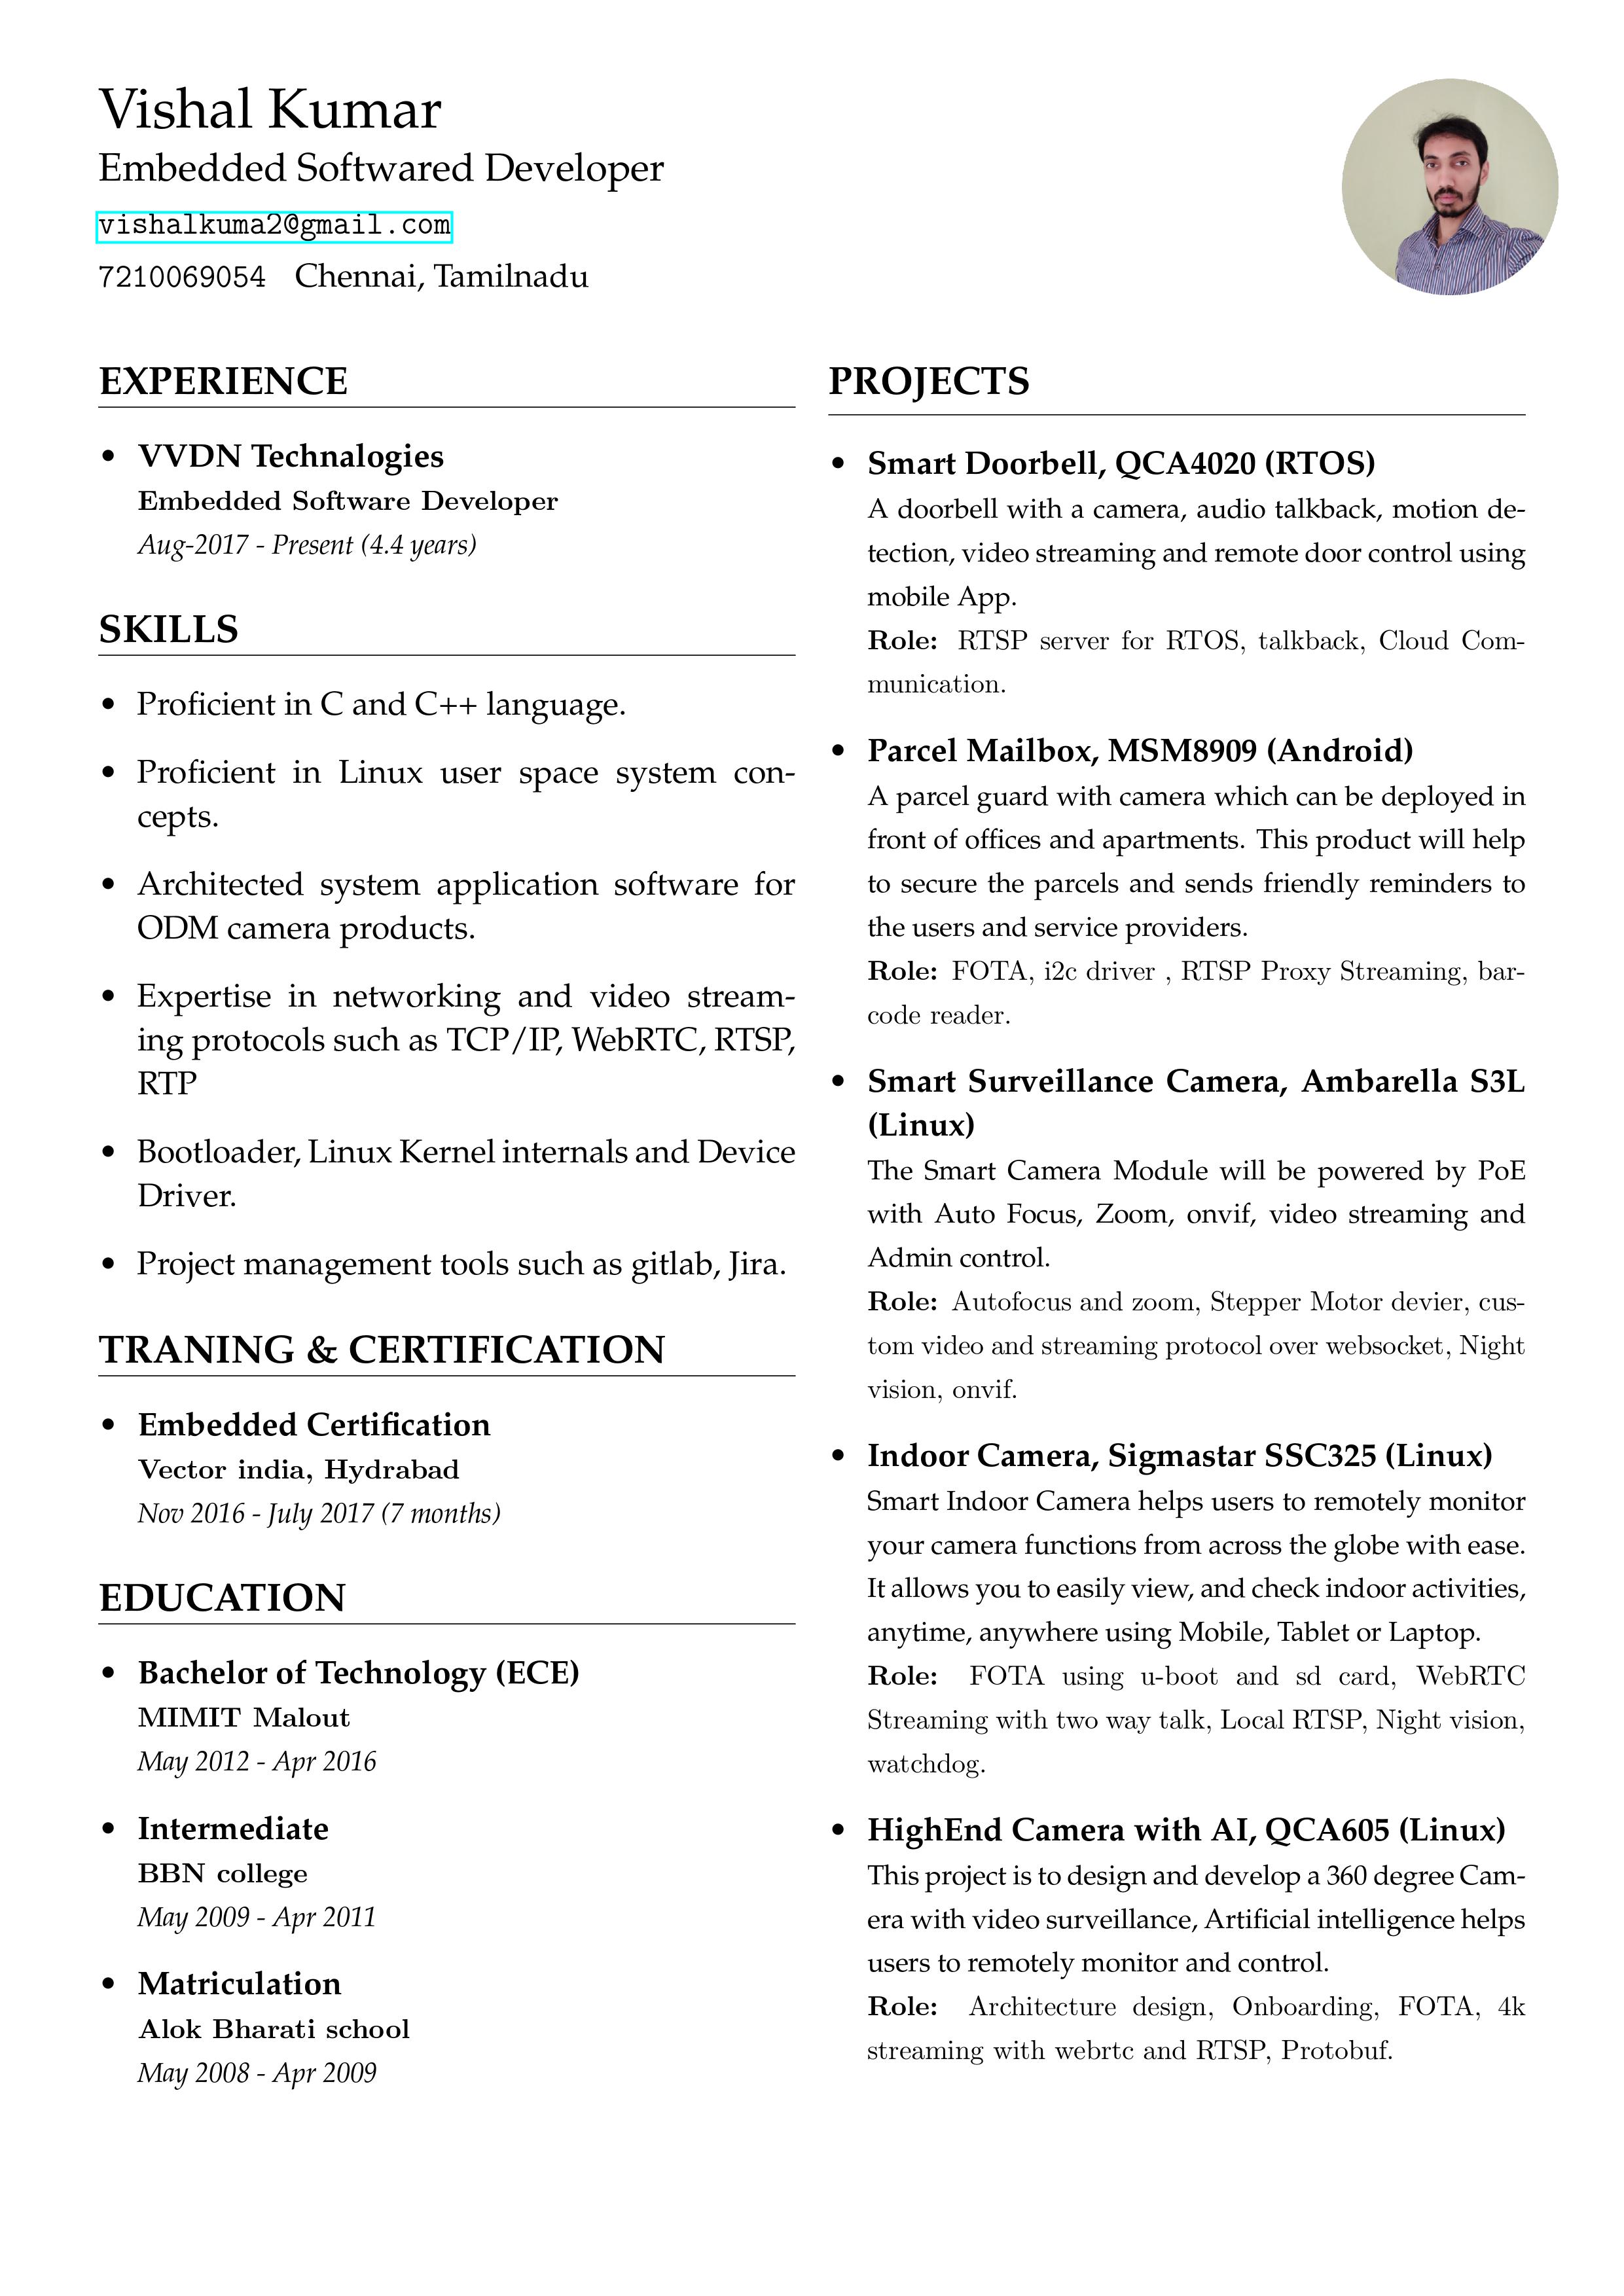 Vishal Kumar
Embedded Softwared Developer
vishalkuma2@gmail.com
7210069054 Chennai, Tamilnadu
EXPERIENCE
• VVDN Technalogies
Embedded Software Developer
Aug-2017 - Present (4.4 years)
SKILLS
• Proficient in C and C++ language.
• Proficient in Linux user space system con-
cepts.
• Architected system application software for
ODM camera products.
• Expertise in networking and video stream-
ing protocols such as TCP/IP, WebRTC, RTSP,
RTP
• Bootloader, Linux Kernel internals and Device
Driver.
• Project management tools such as gitlab, Jira.
TRANING & CERTIFICATION
• Embedded Certification
Vector india, Hydrabad
Nov 2016 - July 2017 (7 months)
EDUCATION
• Bachelor of Technology (ECE)
MIMIT Malout
May 2012 - Apr 2016
• Intermediate
BBN college
May 2009 - Apr 2011
• Matriculation
Alok Bharati school
May 2008 - Apr 2009
PROJECTS
• Smart Doorbell, QCA4020 (RTOS)
A doorbell with a camera, audio talkback, motion de-
tection, video streaming and remote door control using
mobile App.
Role: RTSP server for RTOS, talkback, Cloud Com-
munication.
• Parcel Mailbox, MSM8909 (Android)
A parcel guard with camera which can be deployed in
front of offices and apartments. This product will help
to secure the parcels and sends friendly reminders to
the users and service providers.
Role: FOTA, i2c driver , RTSP Proxy Streaming, bar-
code reader.
• Smart Surveillance Camera, Ambarella S3L
(Linux)
The Smart Camera Module will be powered by PoE
with Auto Focus, Zoom, onvif, video streaming and
Admin control.
Role: Autofocus and zoom, Stepper Motor devier, cus-
tom video and streaming protocol over websocket, Night
vision, onvif.
• Indoor Camera, Sigmastar SSC325 (Linux)
Smart Indoor Camera helps users to remotely monitor
your camera functions from across the globe with ease.
It allows you to easily view, and check indoor activities,
anytime, anywhere using Mobile, Tablet or Laptop.
Role: FOTA using u-boot and sd card, WebRTC
Streaming with two way talk, Local RTSP, Night vision,
watchdog.
• HighEnd Camera with AI, QCA605 (Linux)
This project is to design and develop a 360 degree Cam-
era with video surveillance, Artificial intelligence helps
users to remotely monitor and control.
Role: Architecture design, Onboarding, FOTA, 4k
streaming with webrtc and RTSP, Protobuf.